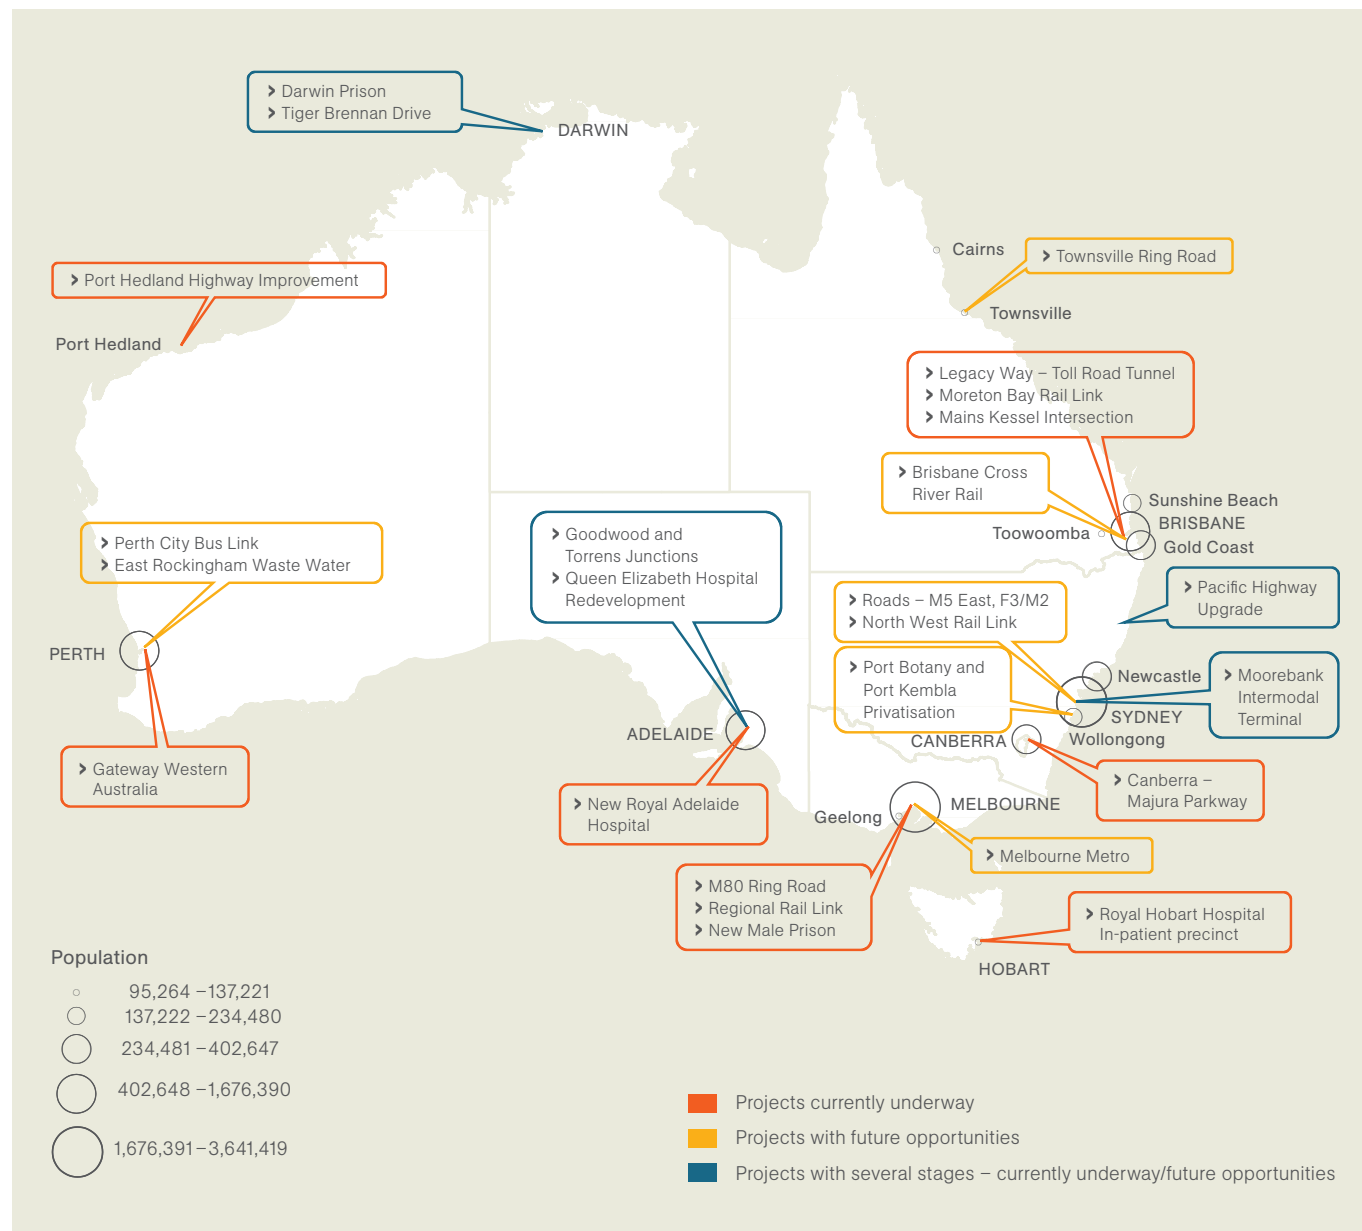 › Darwin Prison
› Tiger Brennan Drive
DARWIN
Cairns
› Townsville Ring Road
› Port Hedland Highway Improvement
Townsville
Port Hedland
› Legacy Way – Toll Road Tunnel
› Moreton Bay Rail Link
› Mains Kessel Intersection
› Brisbane Cross
River Rail
Sunshine Beach
BRISBANE
Toowoomba
Gold Coast
› Goodwood and
Torrens Junctions
› Queen Elizabeth Hospital
Redevelopment
› Perth City Bus Link
› East Rockingham Waste Water
› Pacific Highway
Upgrade
› Roads – M5 East, F3/M2
› North West Rail Link
PERTH
› Port Botany and
Port Kembla
Privatisation
Newcastle
› Moorebank
Intermodal
Terminal
SYDNEY
Wollongong
ADELAIDE
CANBERRA
› Gateway Western
Australia
› Canberra –
Majura Parkway
› New Royal Adelaide
Hospital
MELBOURNE
Geelong
› Melbourne Metro
› M80 Ring Road
› Regional Rail Link
› New Male Prison
› Royal Hobart Hospital
In-patient precinct
HOBART
Population
95,264 –137,221
137,222 –234,480
234,481 –402,647
402,648 –1,676,390
1,676,391–3,641,419
Projects currently underway
Projects with future opportunities
Projects with several stages – currently underway/future opportunities